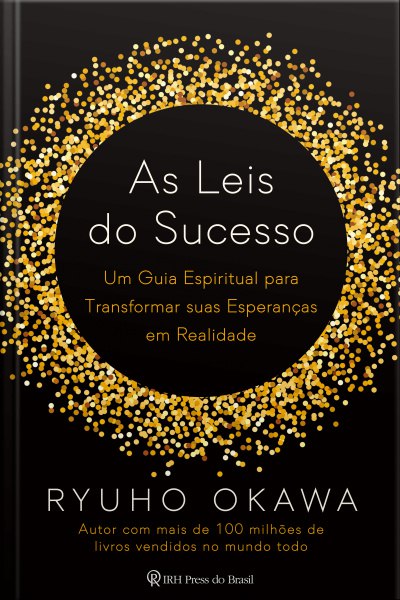 As Leis
do Sucesso
Um Guia Espiritual para
Transformar suas Esperanças
em Realidade
RYUHO OKAWA
Autor com mais de 100 milhões de
livros vendidos no mundo todo
IRH Press do Brasil